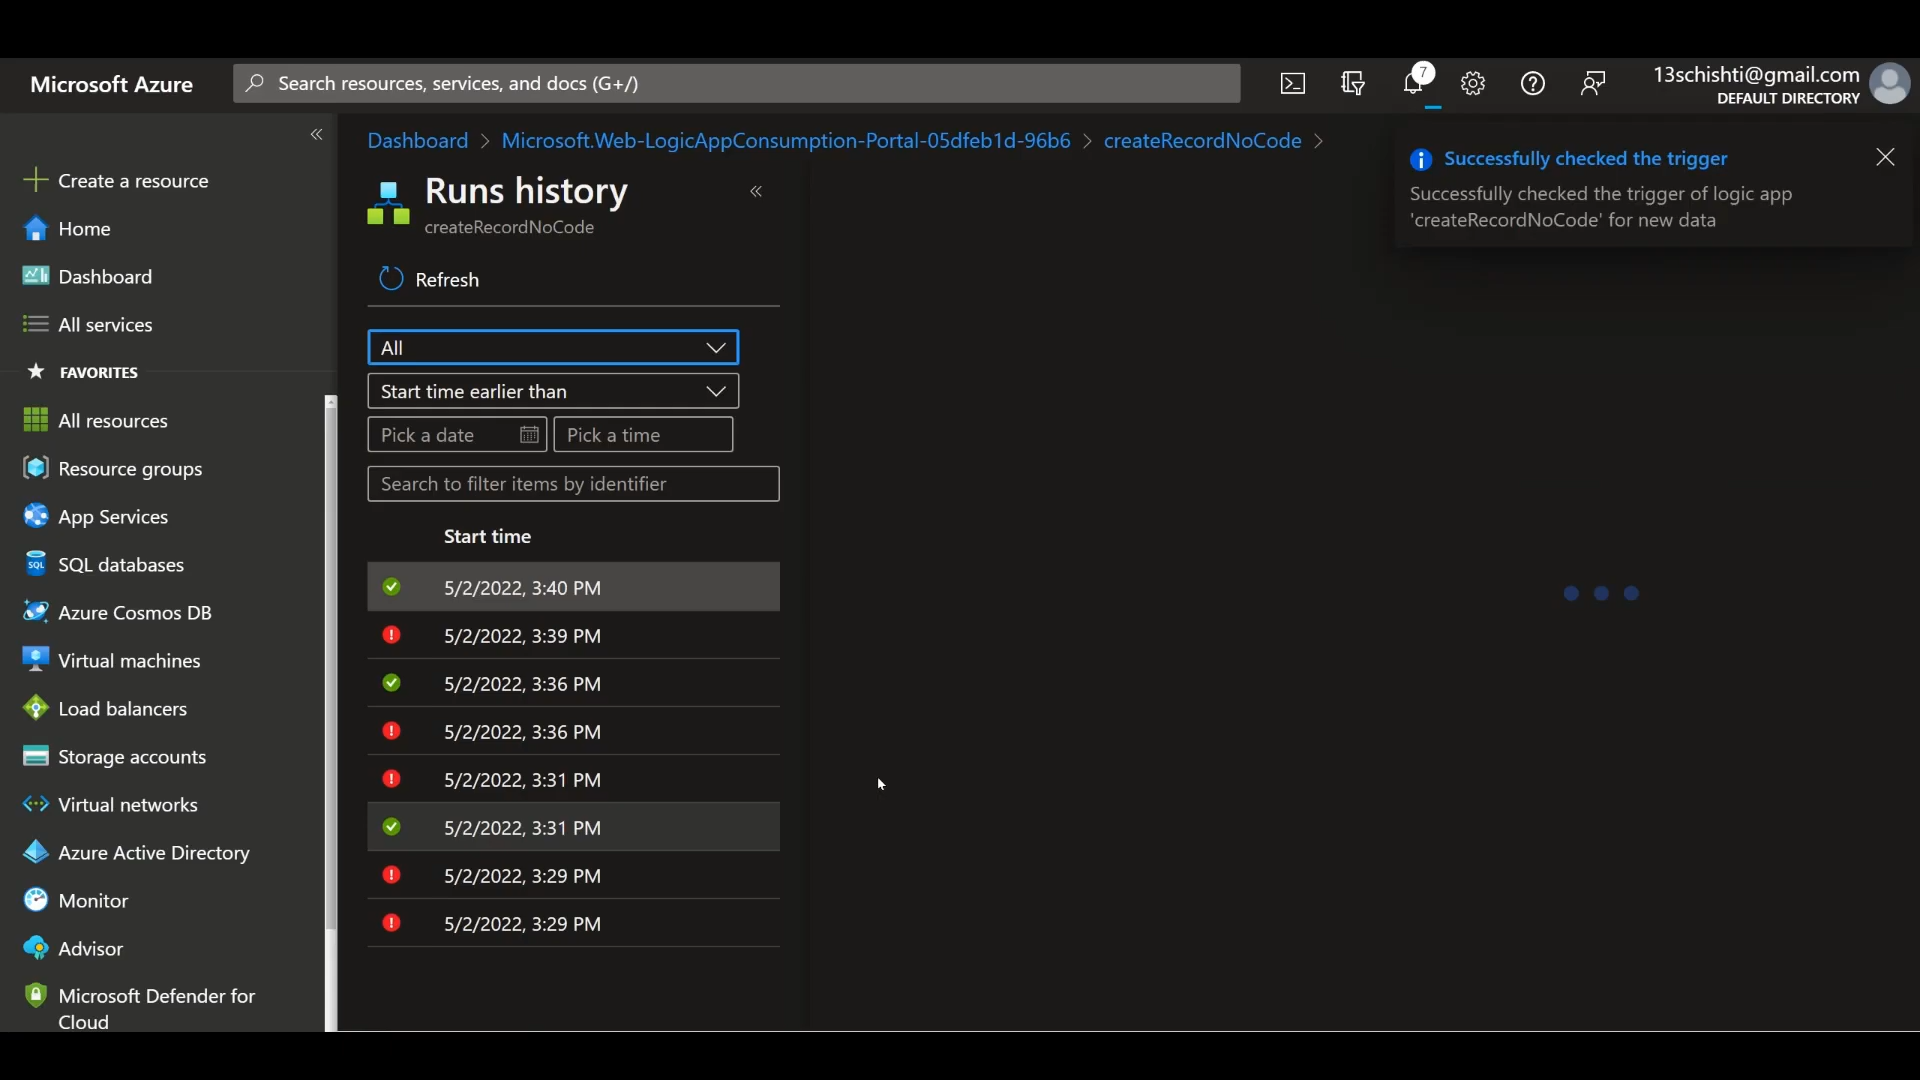 Microsoft Azure
Search resources, services, and docs (G+/)
7
13schishti@gmail.com
DEFAULT DIRECTORY
Create a resource
Home
Dashboard
All services
FAVORITES
All resources
Resource groups
App Services
SQL
SQL databases
Azure Cosmos DB
Virtual machines
Load balancers
Storage accounts
Virtual networks
Azure Active Directory
Monitor
Advisor
Microsoft Defender for
Cloud
Dashboard > Microsoft.Web-LogicAppConsumption-Portal-05dfeb1d-96b6 > createRecordNoCode >
Runs history
createRecordNoCode
Refresh
All
Start time earlier than
Pick a date
Pick a time
Search to filter items by identifier
Start time
5/2/2022, 3:40 PM
5/2/2022, 3:39 PM
5/2/2022, 3:36 PM
5/2/2022, 3:36 PM
5/2/2022, 3:31 PM
5/2/2022, 3:31 PM
5/2/2022, 3:29 PM
5/2/2022, 3:29 PM
Successfully checked the trigger
Successfully checked the trigger of logic app
'createRecordNoCode' for new data